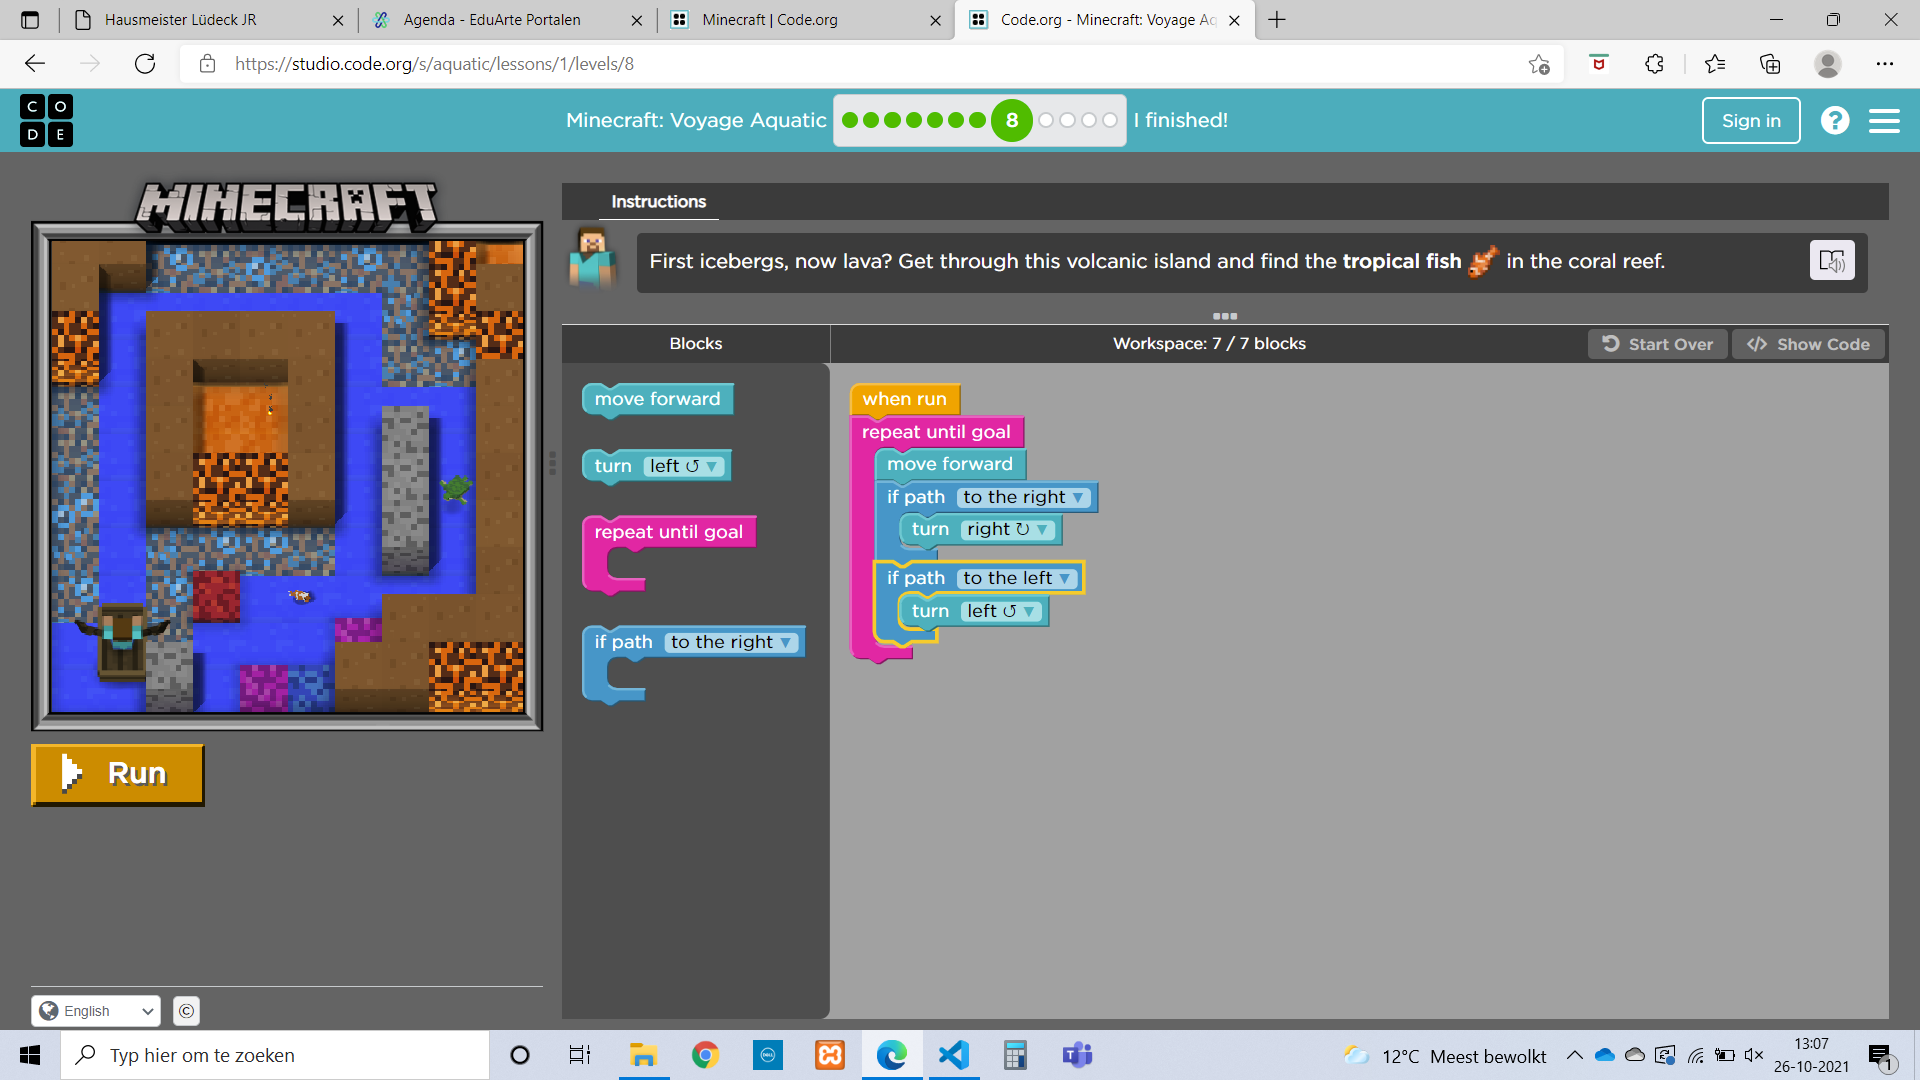 Hausmeister Lüdeck JR
Agenda - EduArte Portalen
Minecraft | Code.org
Code.org - Minecraft: Voyage Aq
https://studio.code.org/s/aquatic/lessons/1/levels/8
C O
D E
Minecraft: Voyage Aquatic
8
I finished!
Sign in
?
MINECRAFT
Instructions
First icebergs, now lava? Get through this volcanic island and find the tropical fish in the coral reef.
Blocks
Workspace: 7 / 7 blocks
Start Over
Show Code
move forward
turn left ↺
repeat until goal
if path to the right
when run
repeat until goal
move forward
if path to the right
turn right ↻
if path to the left
turn left ↺
Run
English
©
Typ hier om te zoeken
DELL
12°C Meest bewolkt
13:07
26-10-2021
1